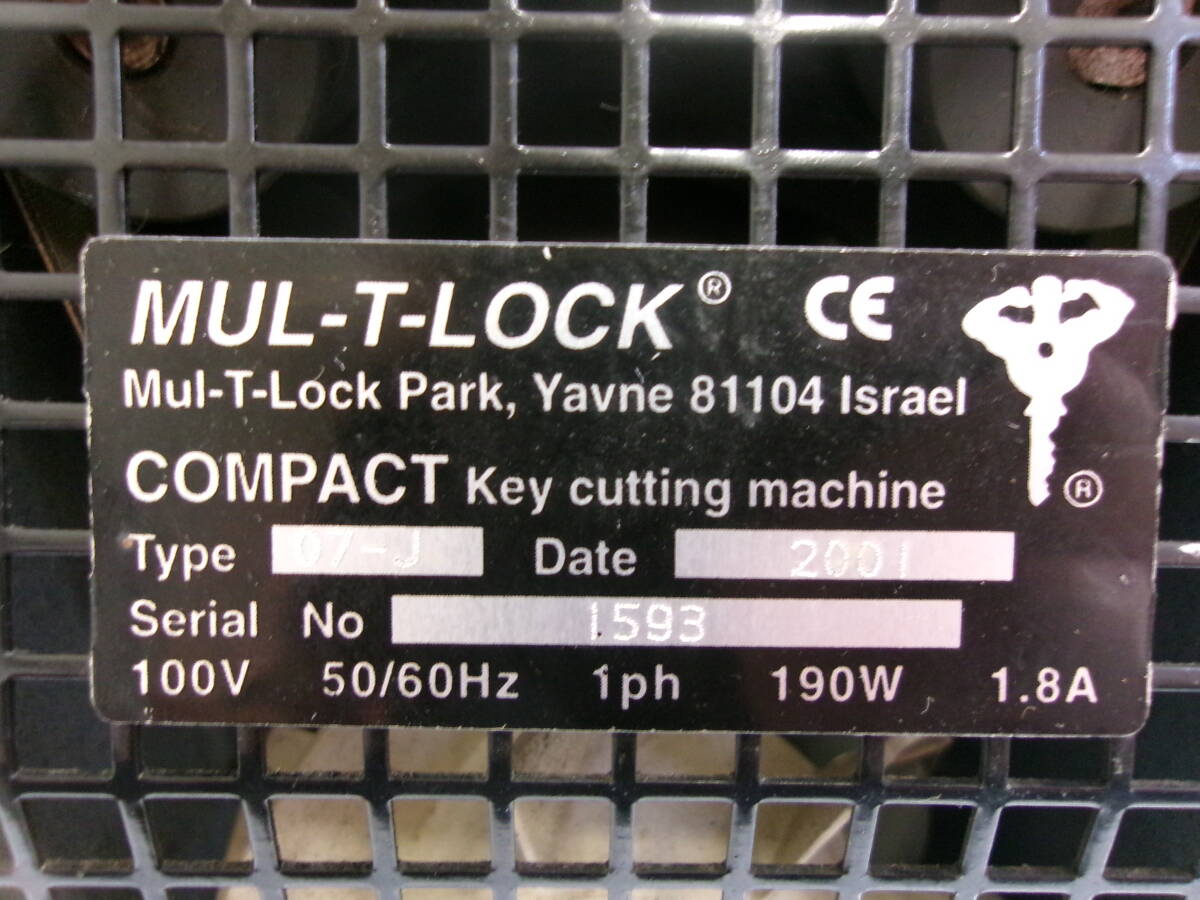 MUL-T-LOCK® CE
Mul-T-Lock Park, Yavne 81104 Israel
COMPACT Key cutting machine ®
Type 07-J Date 2001
Serial No 1593
100V 50/60Hz 1ph 190W 1.8A